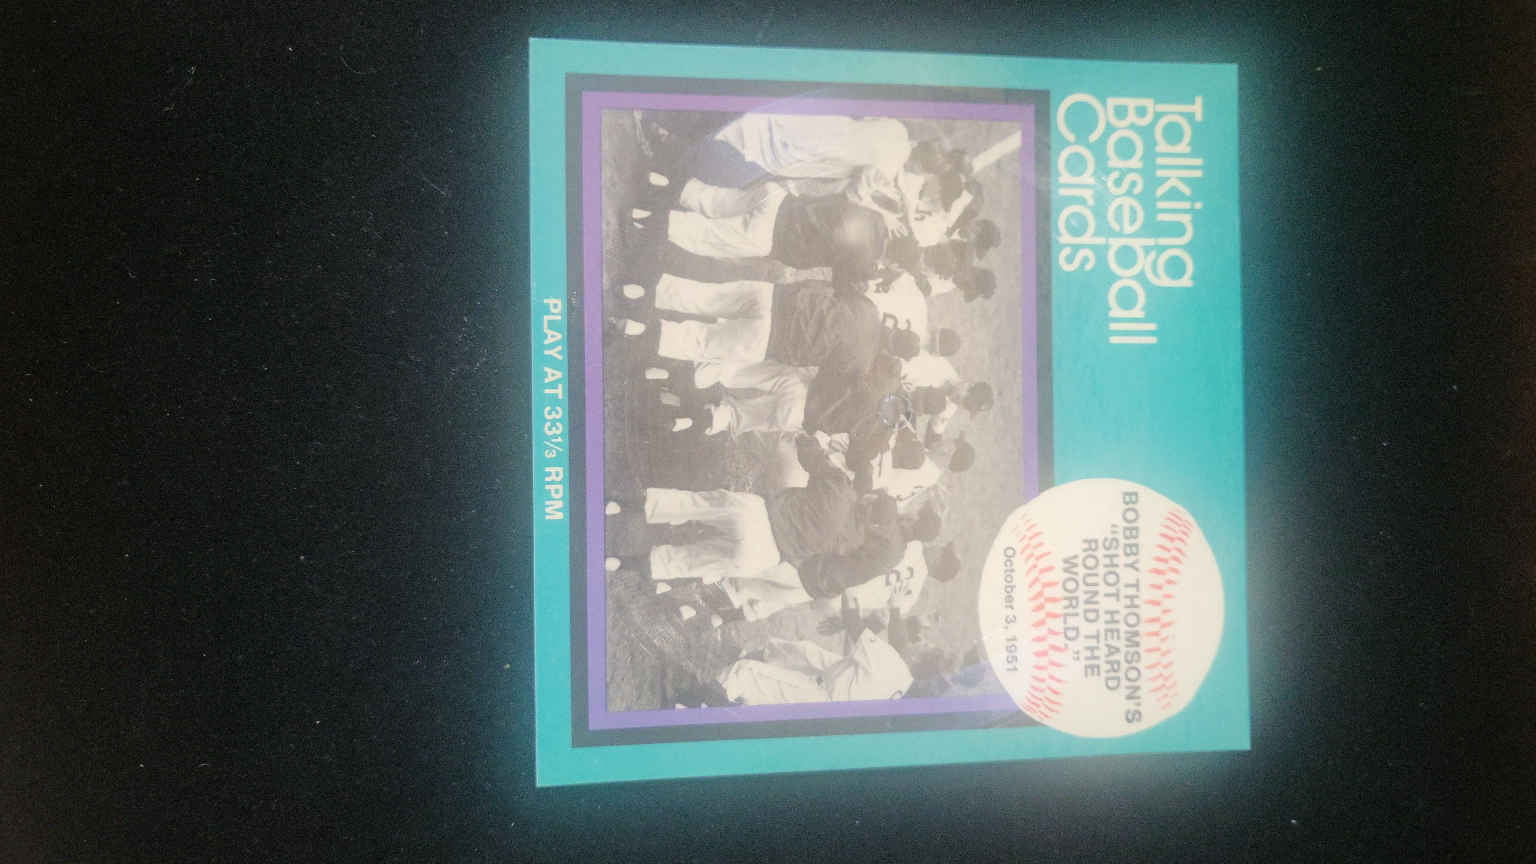 Talking
Baseball
Cards
BOBBY THOMSON'S
"SHOT HEARD
ROUND THE
WORLD."
October 3, 1951
PLAY AT 33⅓ RPM